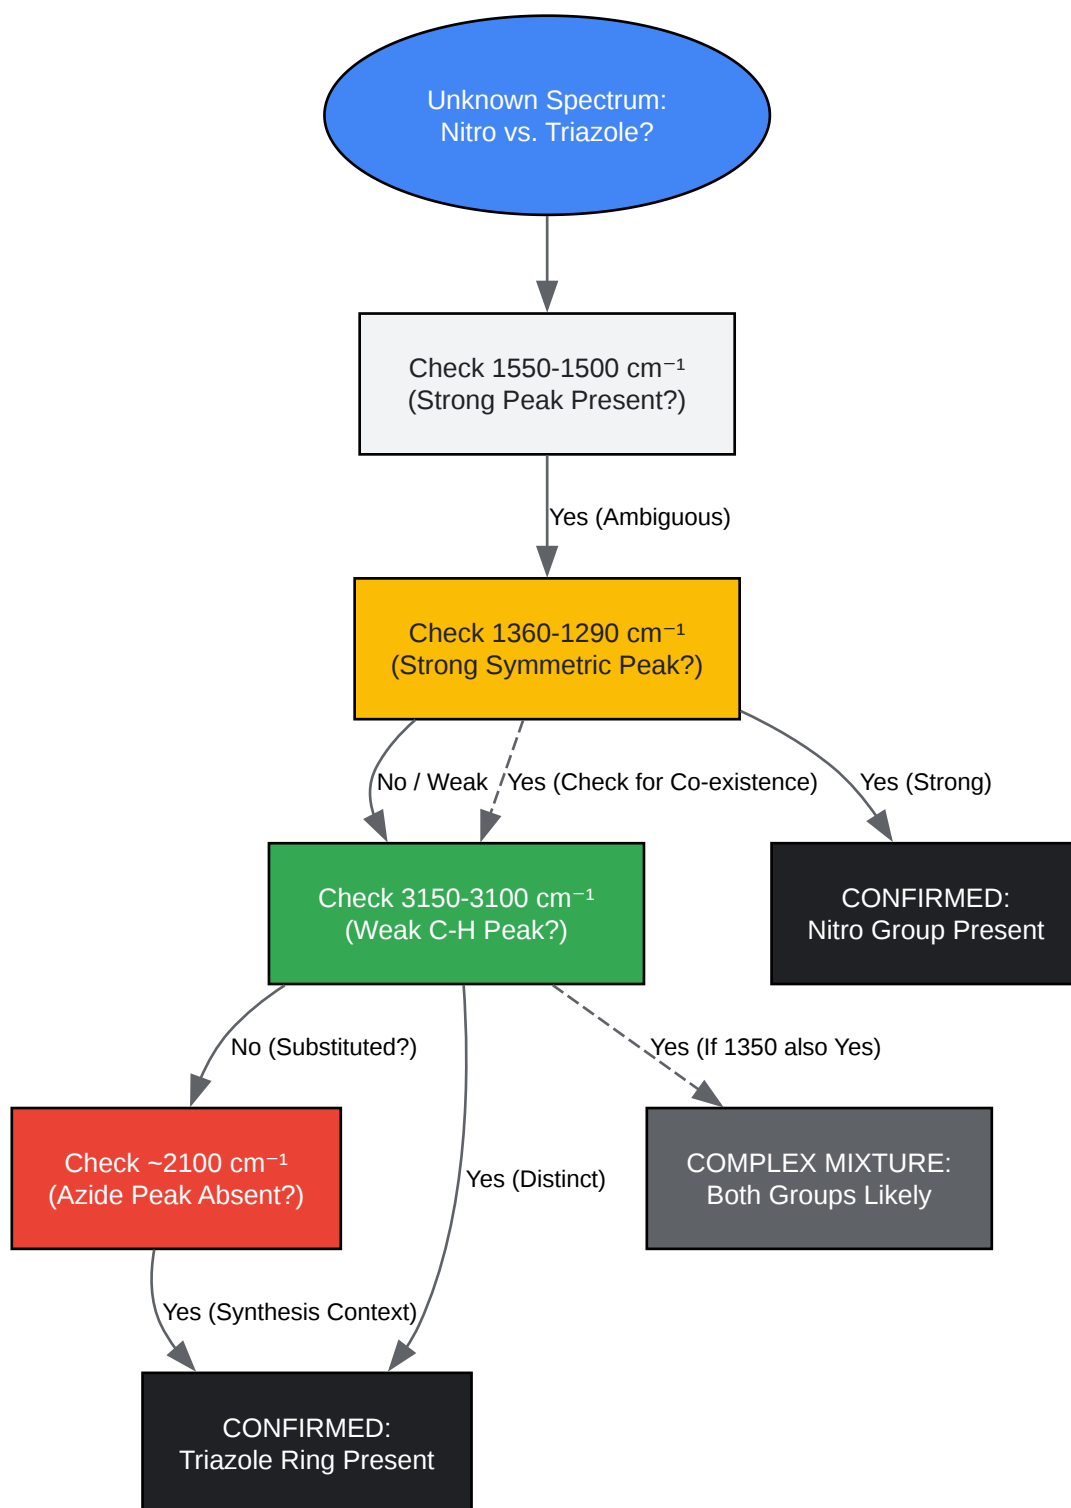 Unknown Spectrum:
Nitro vs. Triazole?
Check 1550-1500 cm⁻¹
(Strong Peak Present?)
Yes (Ambiguous)
Check 1360-1290 cm⁻¹
(Strong Symmetric Peak?)
No / Weak
Yes (Check for Co-existence)
Yes (Strong)
Check 3150-3100 cm⁻¹
(Weak C-H Peak?)
CONFIRMED:
Nitro Group Present
No (Substituted?)
Yes (If 1350 also Yes)
Check ~2100 cm⁻¹
(Azide Peak Absent?)
Yes (Distinct)
COMPLEX MIXTURE:
Both Groups Likely
Yes (Synthesis Context)
CONFIRMED:
Triazole Ring Present